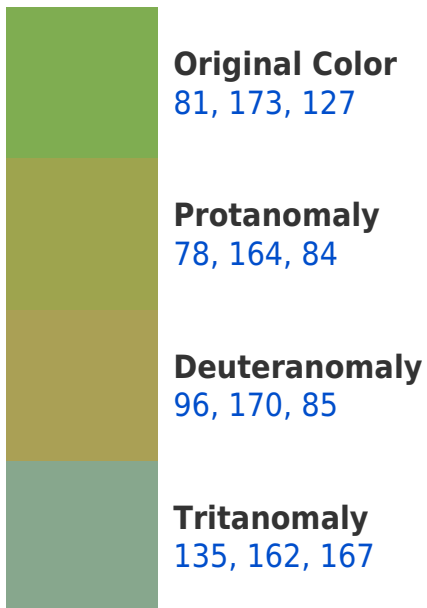 Original Color
81, 173, 127
Protanomaly
78, 164, 84
Deuteranomaly
96, 170, 85
Tritanomaly
135, 162, 167